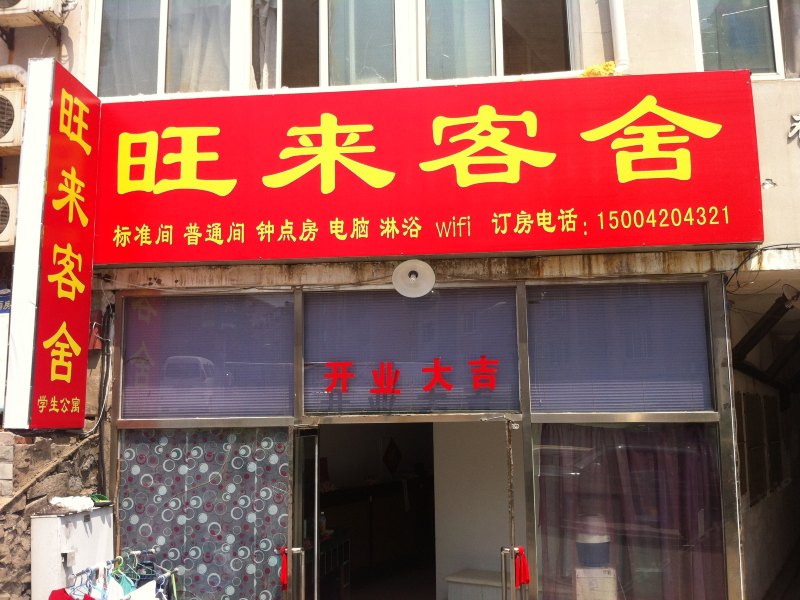 旺来客舍
标准间 普通间 钟点房 电脑 淋浴 wifi 订房电话：15004204321
旺来客舍
学生公寓
开业大吉